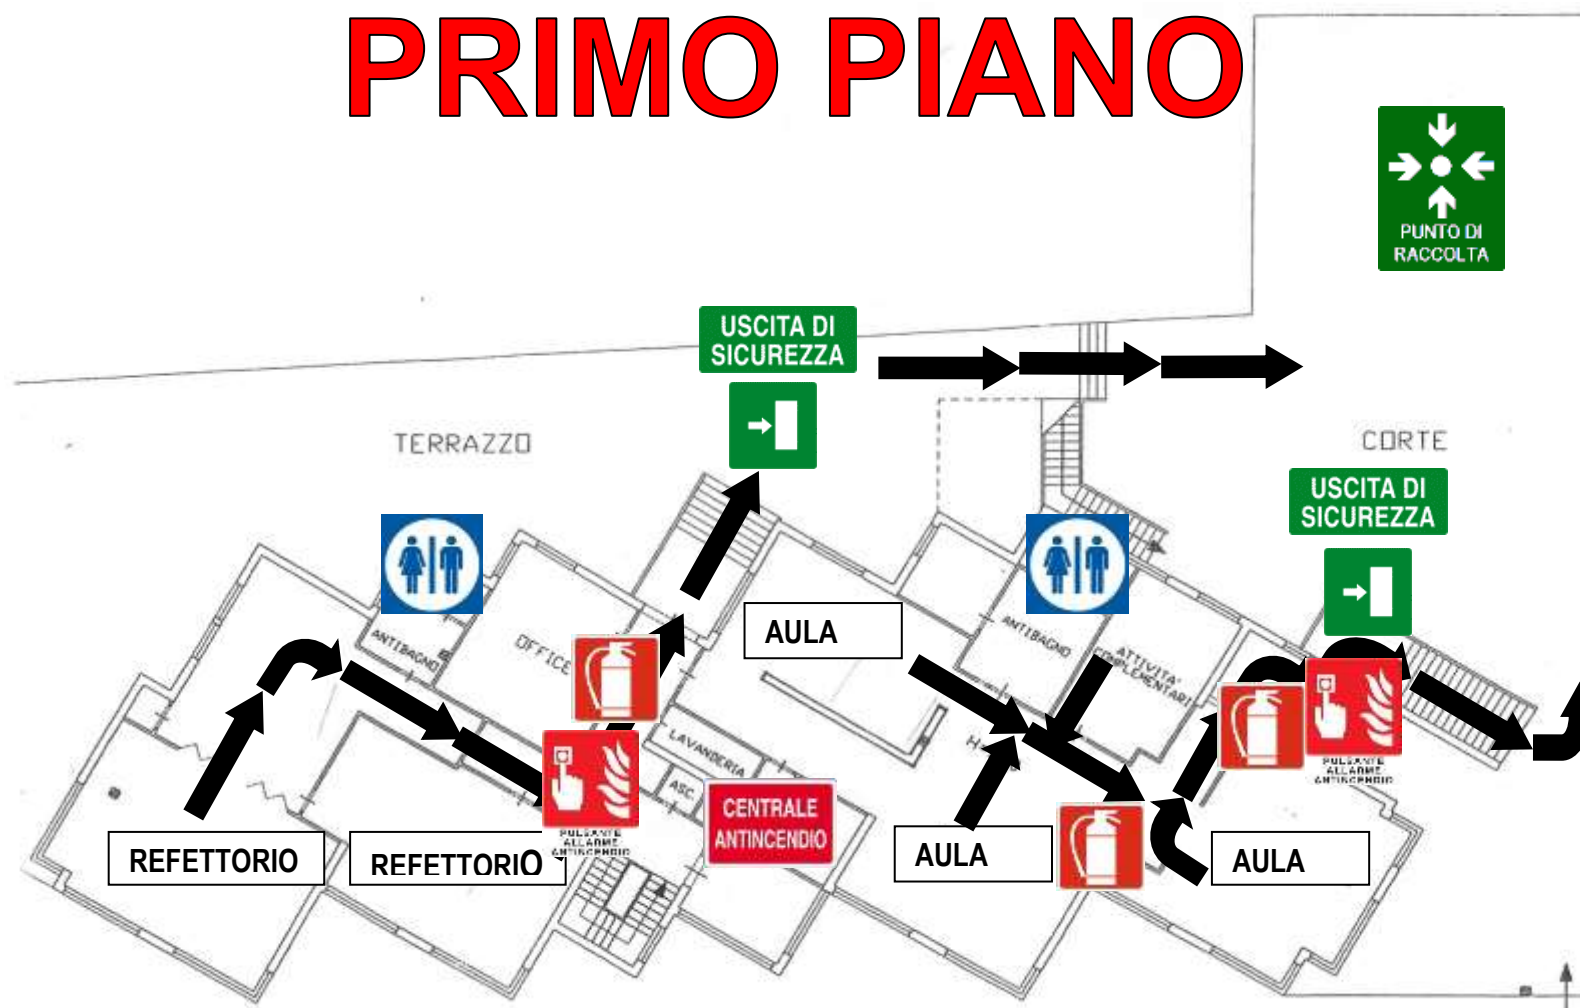 PRIMO PIANO
PUNTO DI
RACCOLTA
USCITA DI
SICUREZZA
TERRAZZO
CORTE
USCITA DI
SICUREZZA
ANTIBAGNO
OFFICE
AULA
ANTIBAGNO
ATTIVITA'
COMPLEMENTARI
LAVANDERIA
ASC.
H
PULSANTE
ALLARME
ANTINCENDIO
PULSANTE
ALLARME
ANTINCENDIO
CENTRALE
ANTINCENDIO
REFETTORIO
REFETTORIO
AULA
AULA